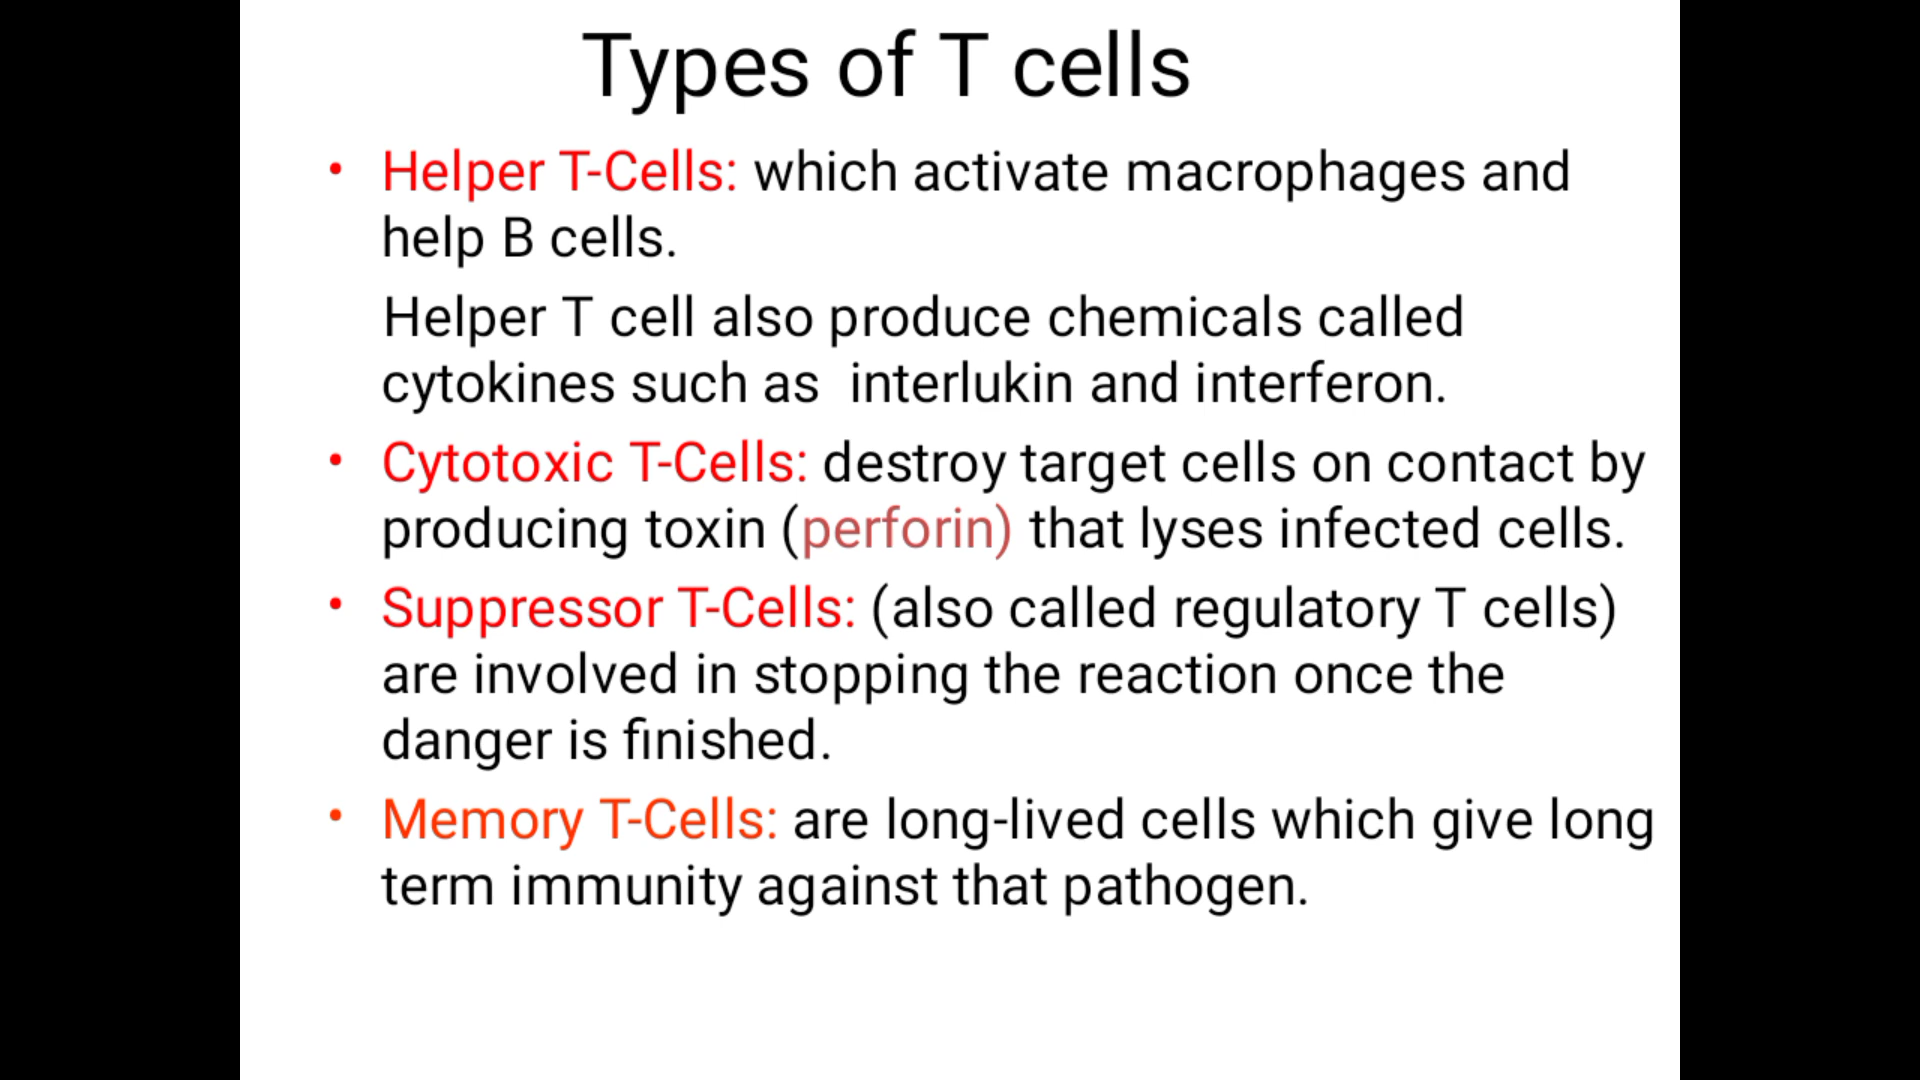 Types of T cells
• Helper T-Cells: which activate macrophages and
help B cells.
Helper T cell also produce chemicals called
cytokines such as  interlukin and interferon.
• Cytotoxic T-Cells: destroy target cells on contact by
producing toxin (perforin) that lyses infected cells.
• Suppressor T-Cells: (also called regulatory T cells)
are involved in stopping the reaction once the
danger is finished.
• Memory T-Cells: are long-lived cells which give long
term immunity against that pathogen.